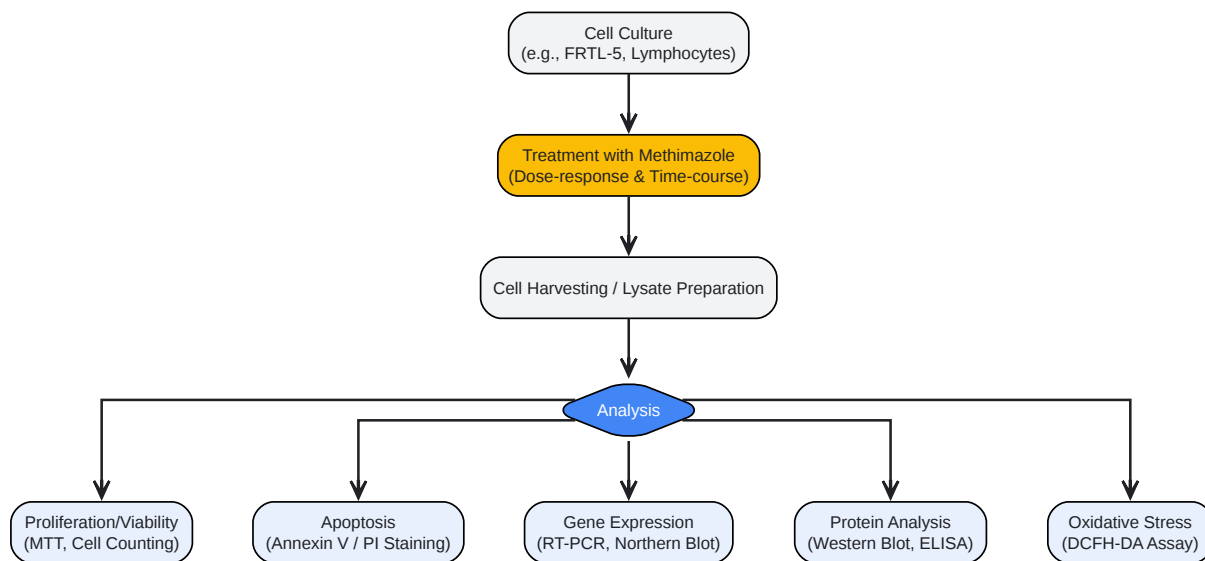 Cell Culture
(e.g., FRTL-5, Lymphocytes)
Treatment with Methimazole
(Dose-response & Time-course)
Cell Harvesting / Lysate Preparation
Analysis
Proliferation/Viability
(MTT, Cell Counting)
Apoptosis
(Annexin V / PI Staining)
Gene Expression
(RT-PCR, Northern Blot)
Protein Analysis
(Western Blot, ELISA)
Oxidative Stress
(DCFH-DA Assay)